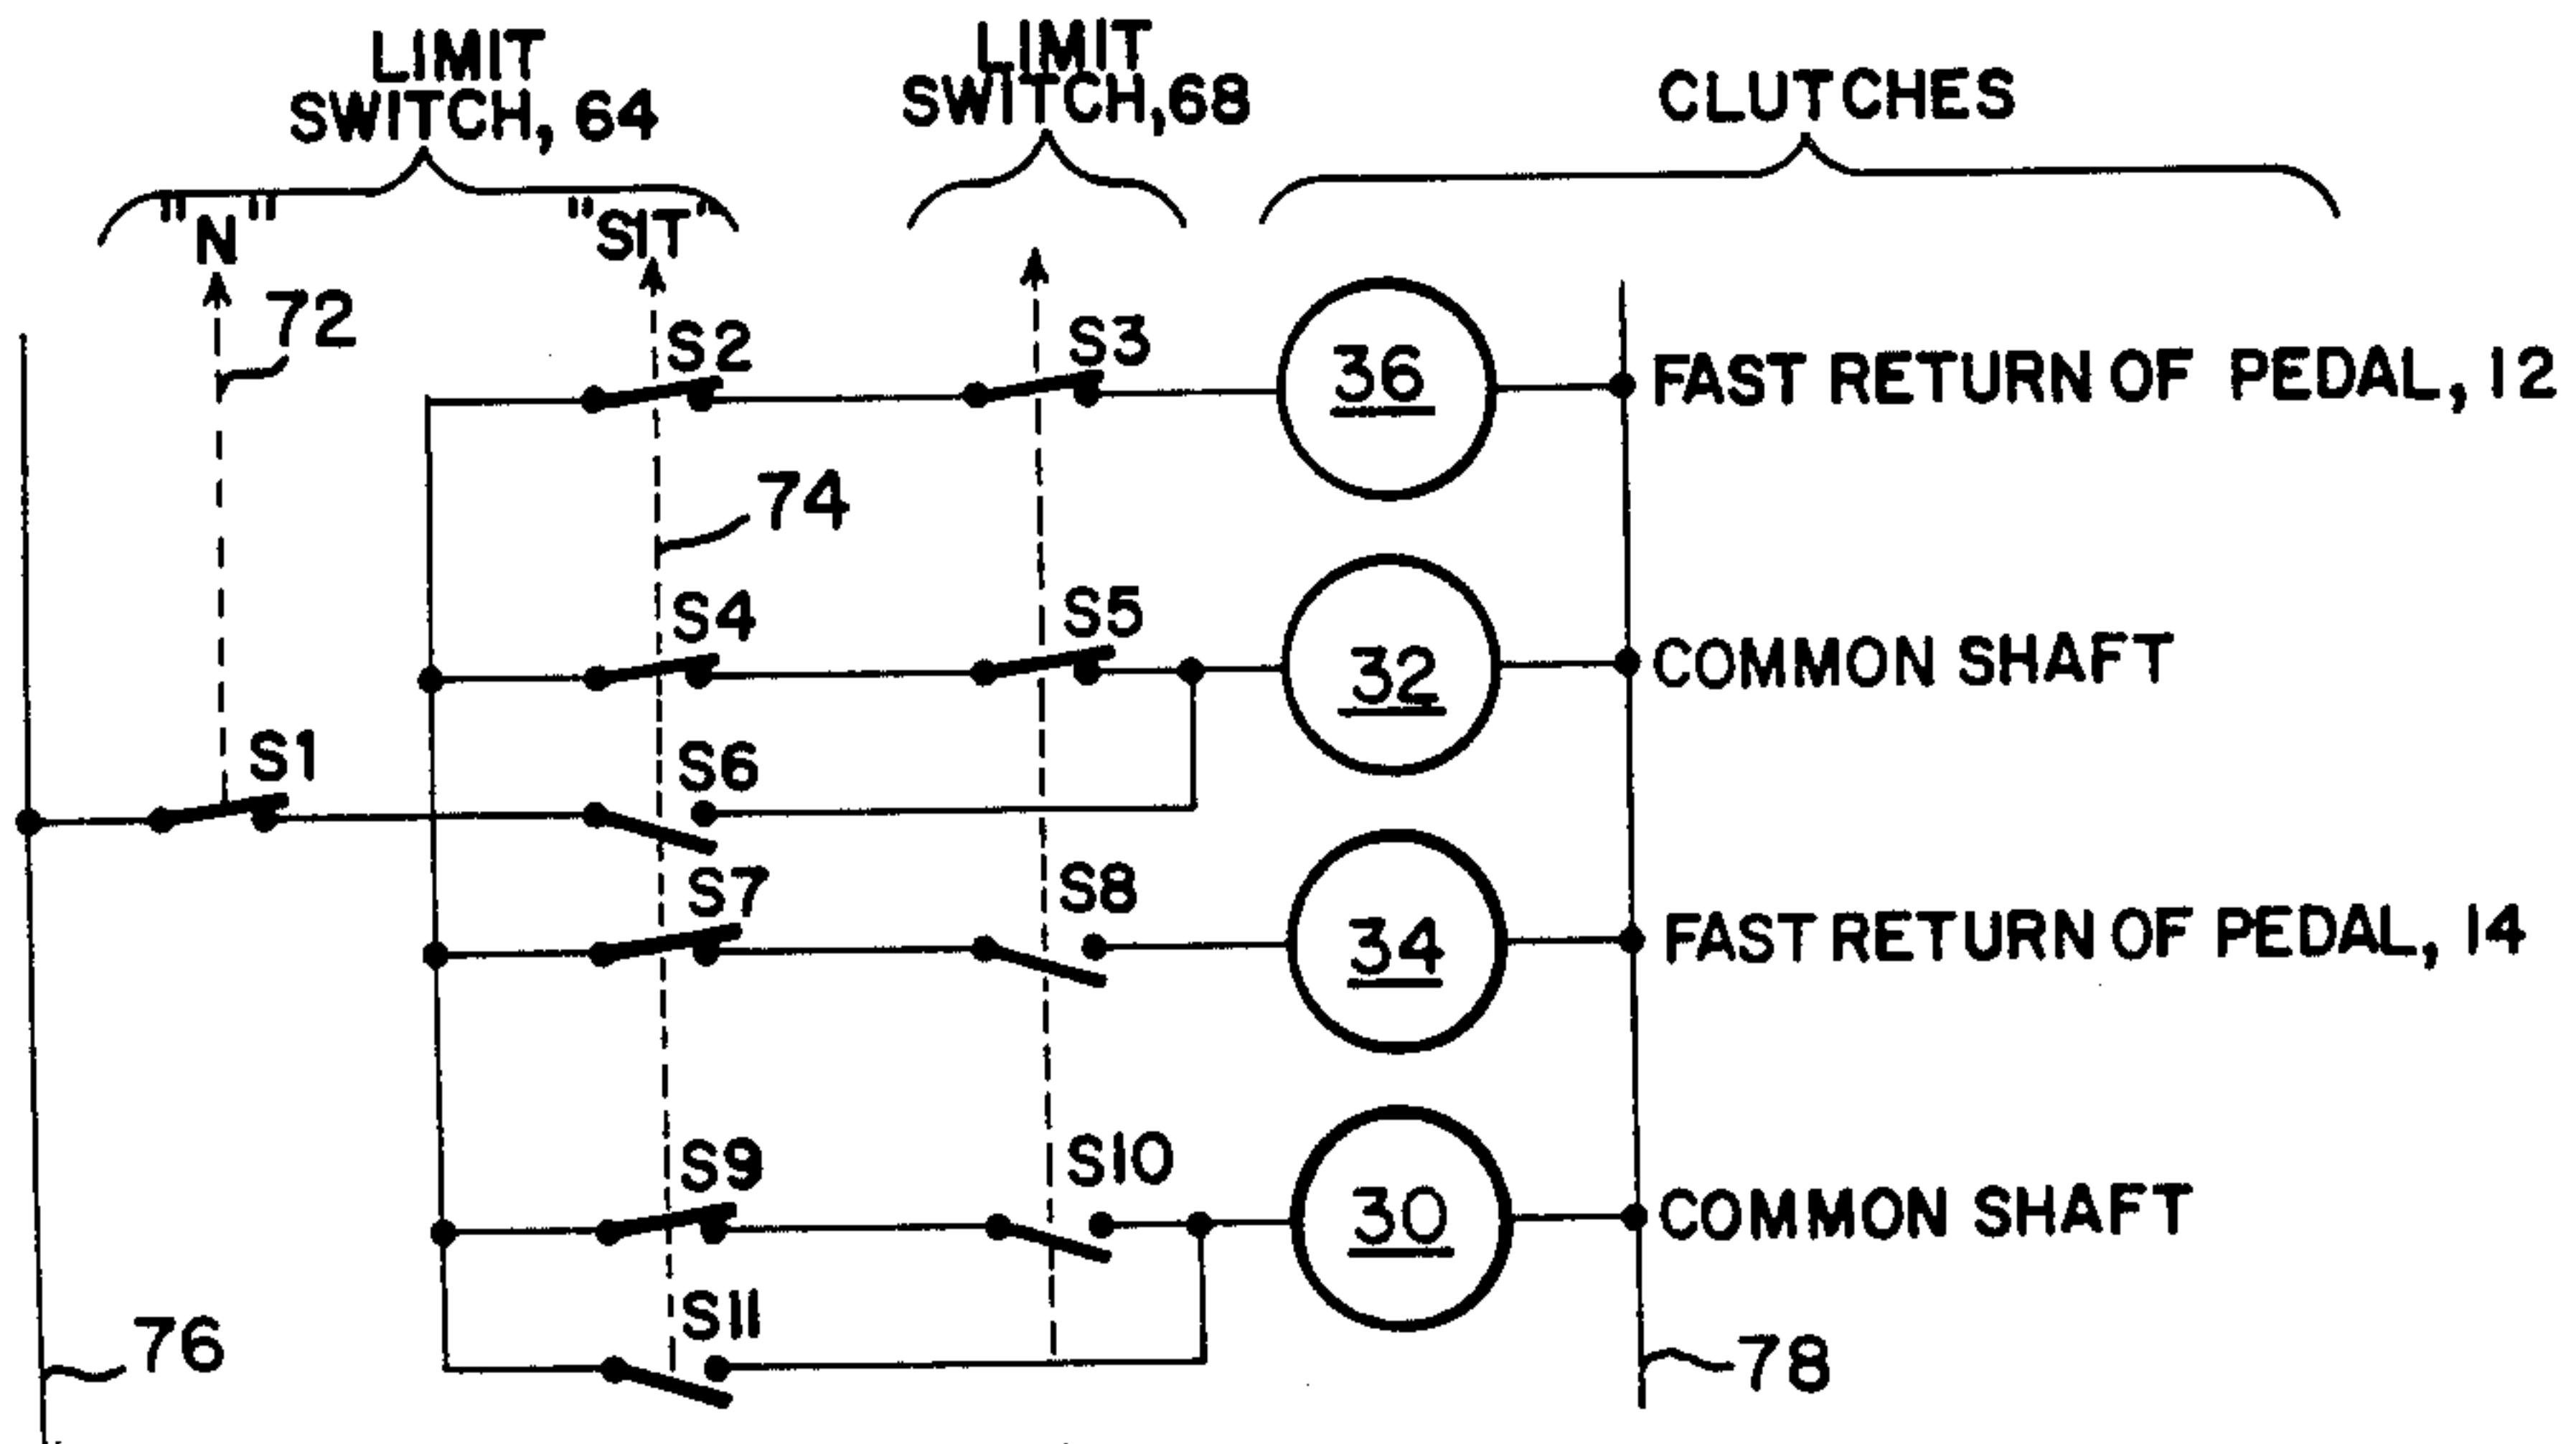 LIMIT
SWITCH, 64
LIMIT
SWITCH,68
CLUTCHES
"N"
"SIT"
72
S2
S3
36
FAST RETURN OF PEDAL, 12
74
S4
S5
32
COMMON SHAFT
S1
S6
S7
S8
34
FAST RETURN OF PEDAL, 14
S9
S10
30
COMMON SHAFT
S11
76
78